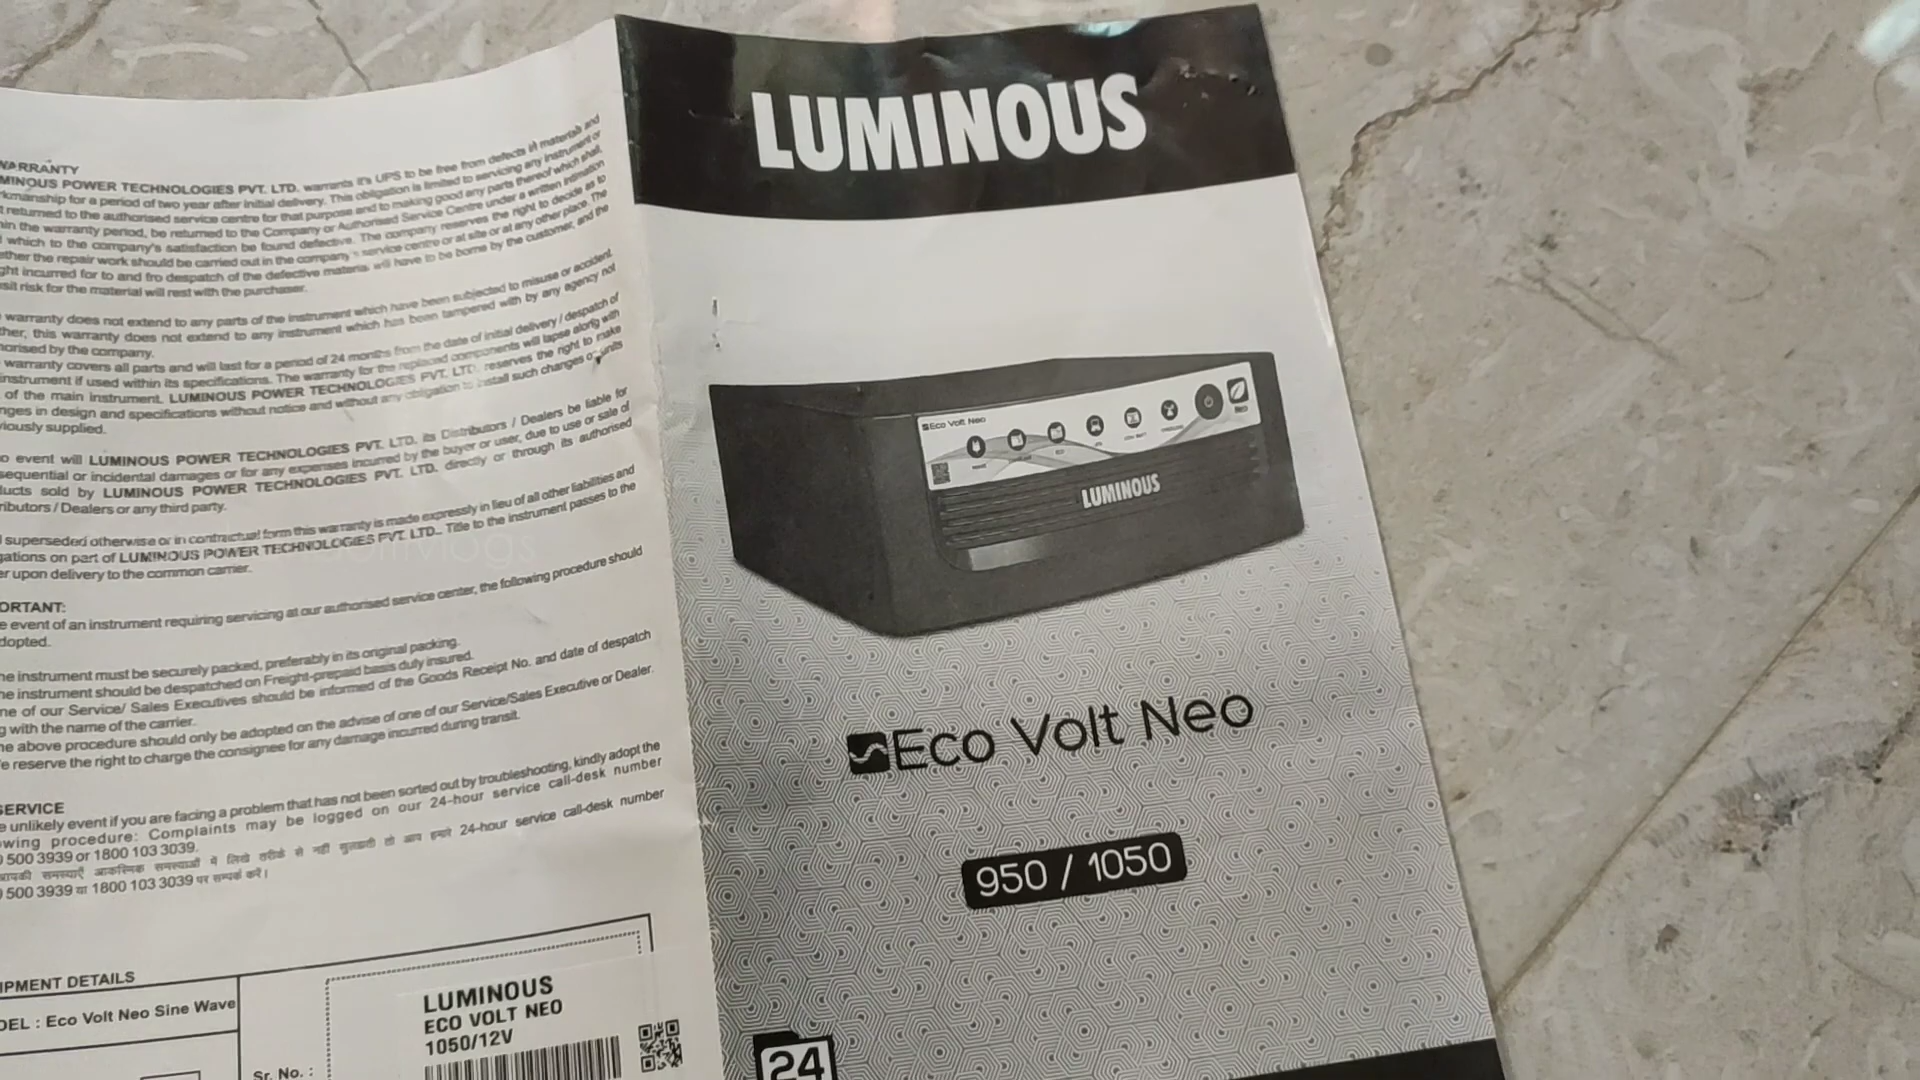 WARRANTY
MINOUS POWER TECHNOLOGIES PVT. LTD. warrants it's UPS to be free from defects in materials and
rkmanship for a period of two year after initial delivery. This obligation is limited to servicing any instrument or
t returned to the authorised service centre for that purpose and to making good any parts thereof which shall,
hin the warranty period, be returned to the Company or Authorised Service Centre under a written intimation
which to the company's satisfaction be found defective. The company reserves the right to decide as to
ether the repair work should be carried out in the company's service centre or at site or at any other place. The
ght incurred for to and fro despatch of the defective material will have to be borne by the customer, and the
sit risk for the material will rest with the purchaser.
warranty does not extend to any parts of the instrument which have been subjected to misuse or accident.
ther, this warranty does not extend to any instrument which has been tampered with by any agency not
horised by the company.
warranty covers all parts and will last for a period of 24 months from the date of initial delivery / despatch of
instrument if used within its specifications. The warranty for the replaced components will lapse along with
of the main instrument. LUMINOUS POWER TECHNOLOGIES PVT. LTD. reserves the right to make
nges in design and specifications without notice and without any obligation to install such changes on units
viously supplied.
o event will LUMINOUS POWER TECHNOLOGIES PVT. LTD. its Distributors / Dealers be liable for
sequential or incidental damages or for any expenses incurred by the buyer or user, due to use or sale of
ducts sold by LUMINOUS POWER TECHNOLOGIES PVT. LTD. directly or through its authorised
ributors / Dealers or any third party.
superseded otherwise or in contractual form this warranty is made expressly in lieu of all other liabilities and
gations on part of LUMINOUS POWER TECHNOLOGIES PVT. LTD.. Title to the instrument passes to the
er upon delivery to the common carrier.
ORTANT:
e event of an instrument requiring servicing at our authorised service center, the following procedure should
dopted.
he instrument must be securely packed, preferably in its original packing.
he instrument should be despatched on Freight-prepaid basis duly insured.
ne of our Service/ Sales Executives should be informed of the Goods Receipt No. and date of despatch
g with the name of the carrier.
he above procedure should only be adopted on the advise of one of our Service/Sales Executive or Dealer.
e reserve the right to charge the consignee for any damage incurred during transit.
SERVICE
e unlikely event if you are facing a problem that has not been sorted out by troubleshooting, kindly adopt the
wing procedure: Complaints may be logged on our 24-hour service call-desk number
500 3939 or 1800 103 3039.
आपकी समस्याएँ आकस्मिक समस्याओं में लिखे तरीके से नहीं सुलझती तो आप हमारे 24-hour service call-desk number
500 3939 या 1800 103 3039 पर सम्पर्क करें।
IPMENT DETAILS
DEL : Eco Volt Neo Sine Wave
Sr. No. :
LUMINOUS
ECO VOLT NEO
1050/12V
LUMINOUS
Eco Volt Neo
Neo
LUMINOUS
Eco Volt Neo
950 / 1050
24